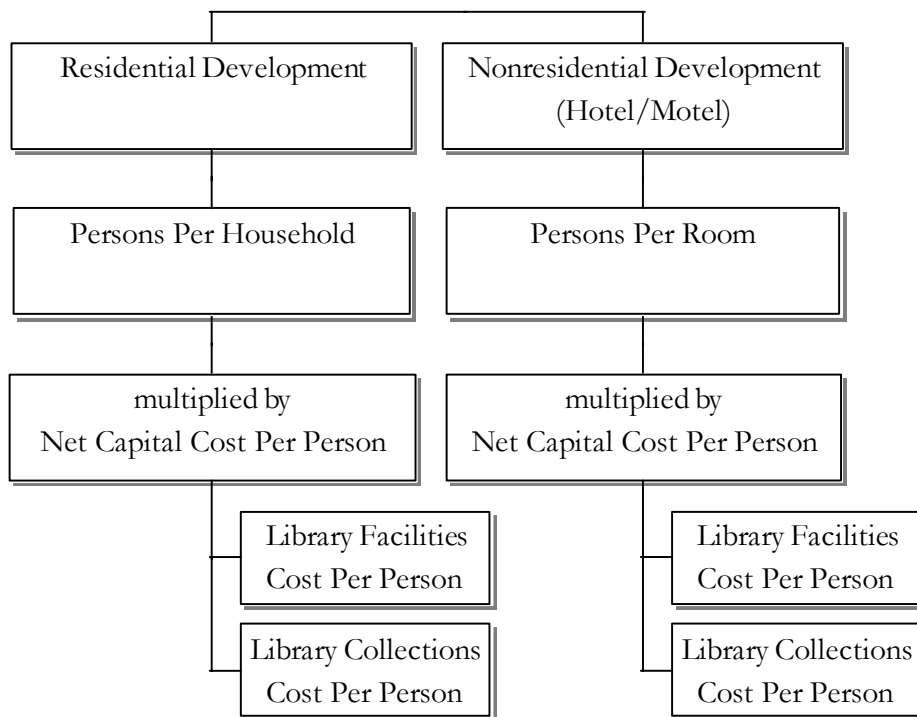 Residential Development
Nonresidential Development
(Hotel/Motel)
Persons Per Household
Persons Per Room
multiplied by
Net Capital Cost Per Person
multiplied by
Net Capital Cost Per Person
Library Facilities
Cost Per Person
Library Facilities
Cost Per Person
Library Collections
Cost Per Person
Library Collections
Cost Per Person